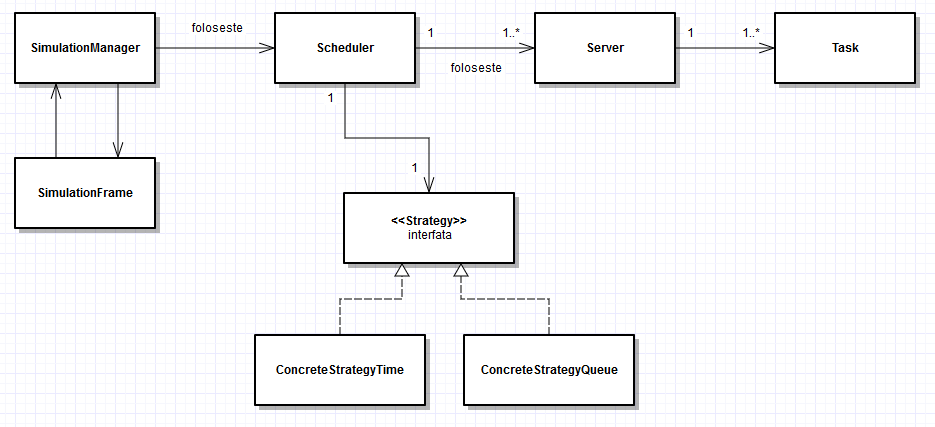 SimulationManager
foloseste
Scheduler
1
1..*
foloseste
Server
1
1..*
Task
SimulationFrame
1
1
<<Strategy>>
interfata
ConcreteStrategyTime
ConcreteStrategyQueue